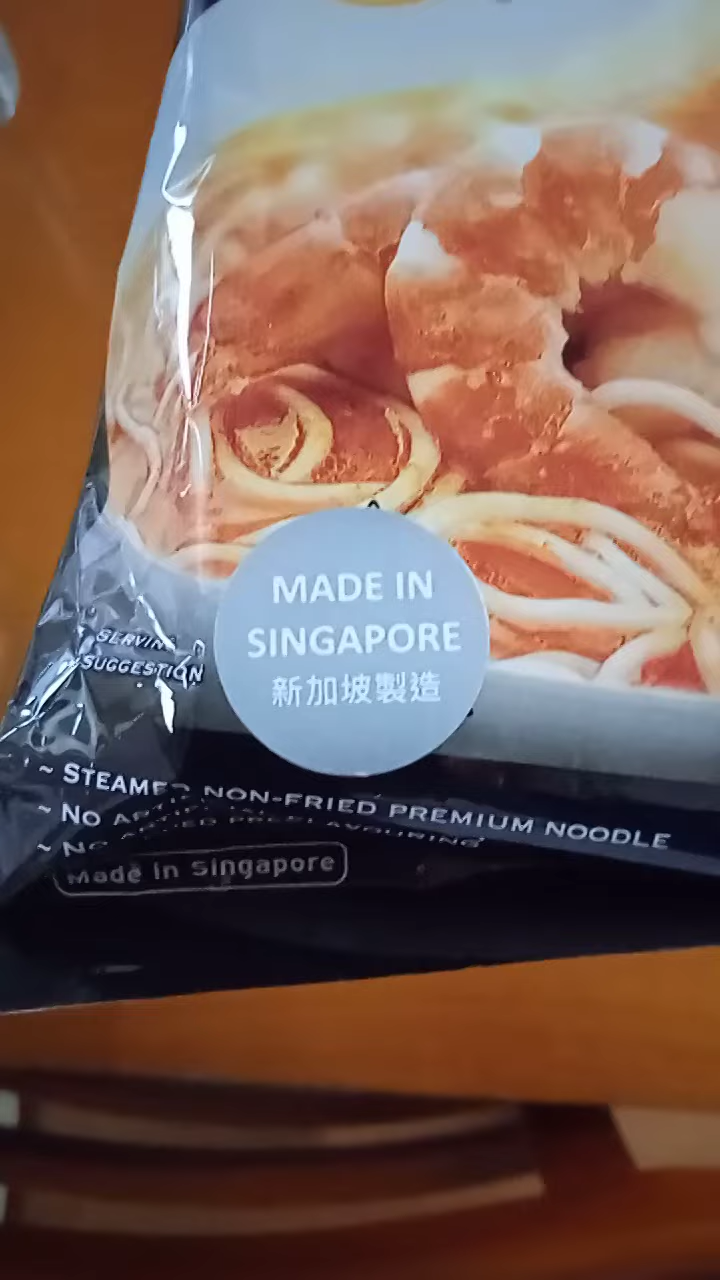 MADE IN
SINGAPORE
新加坡製造
SERVING
SUGGESTION
~ STEAMED NON-FRIED PREMIUM NOODLE
~ No
~ No
Made in Singapore